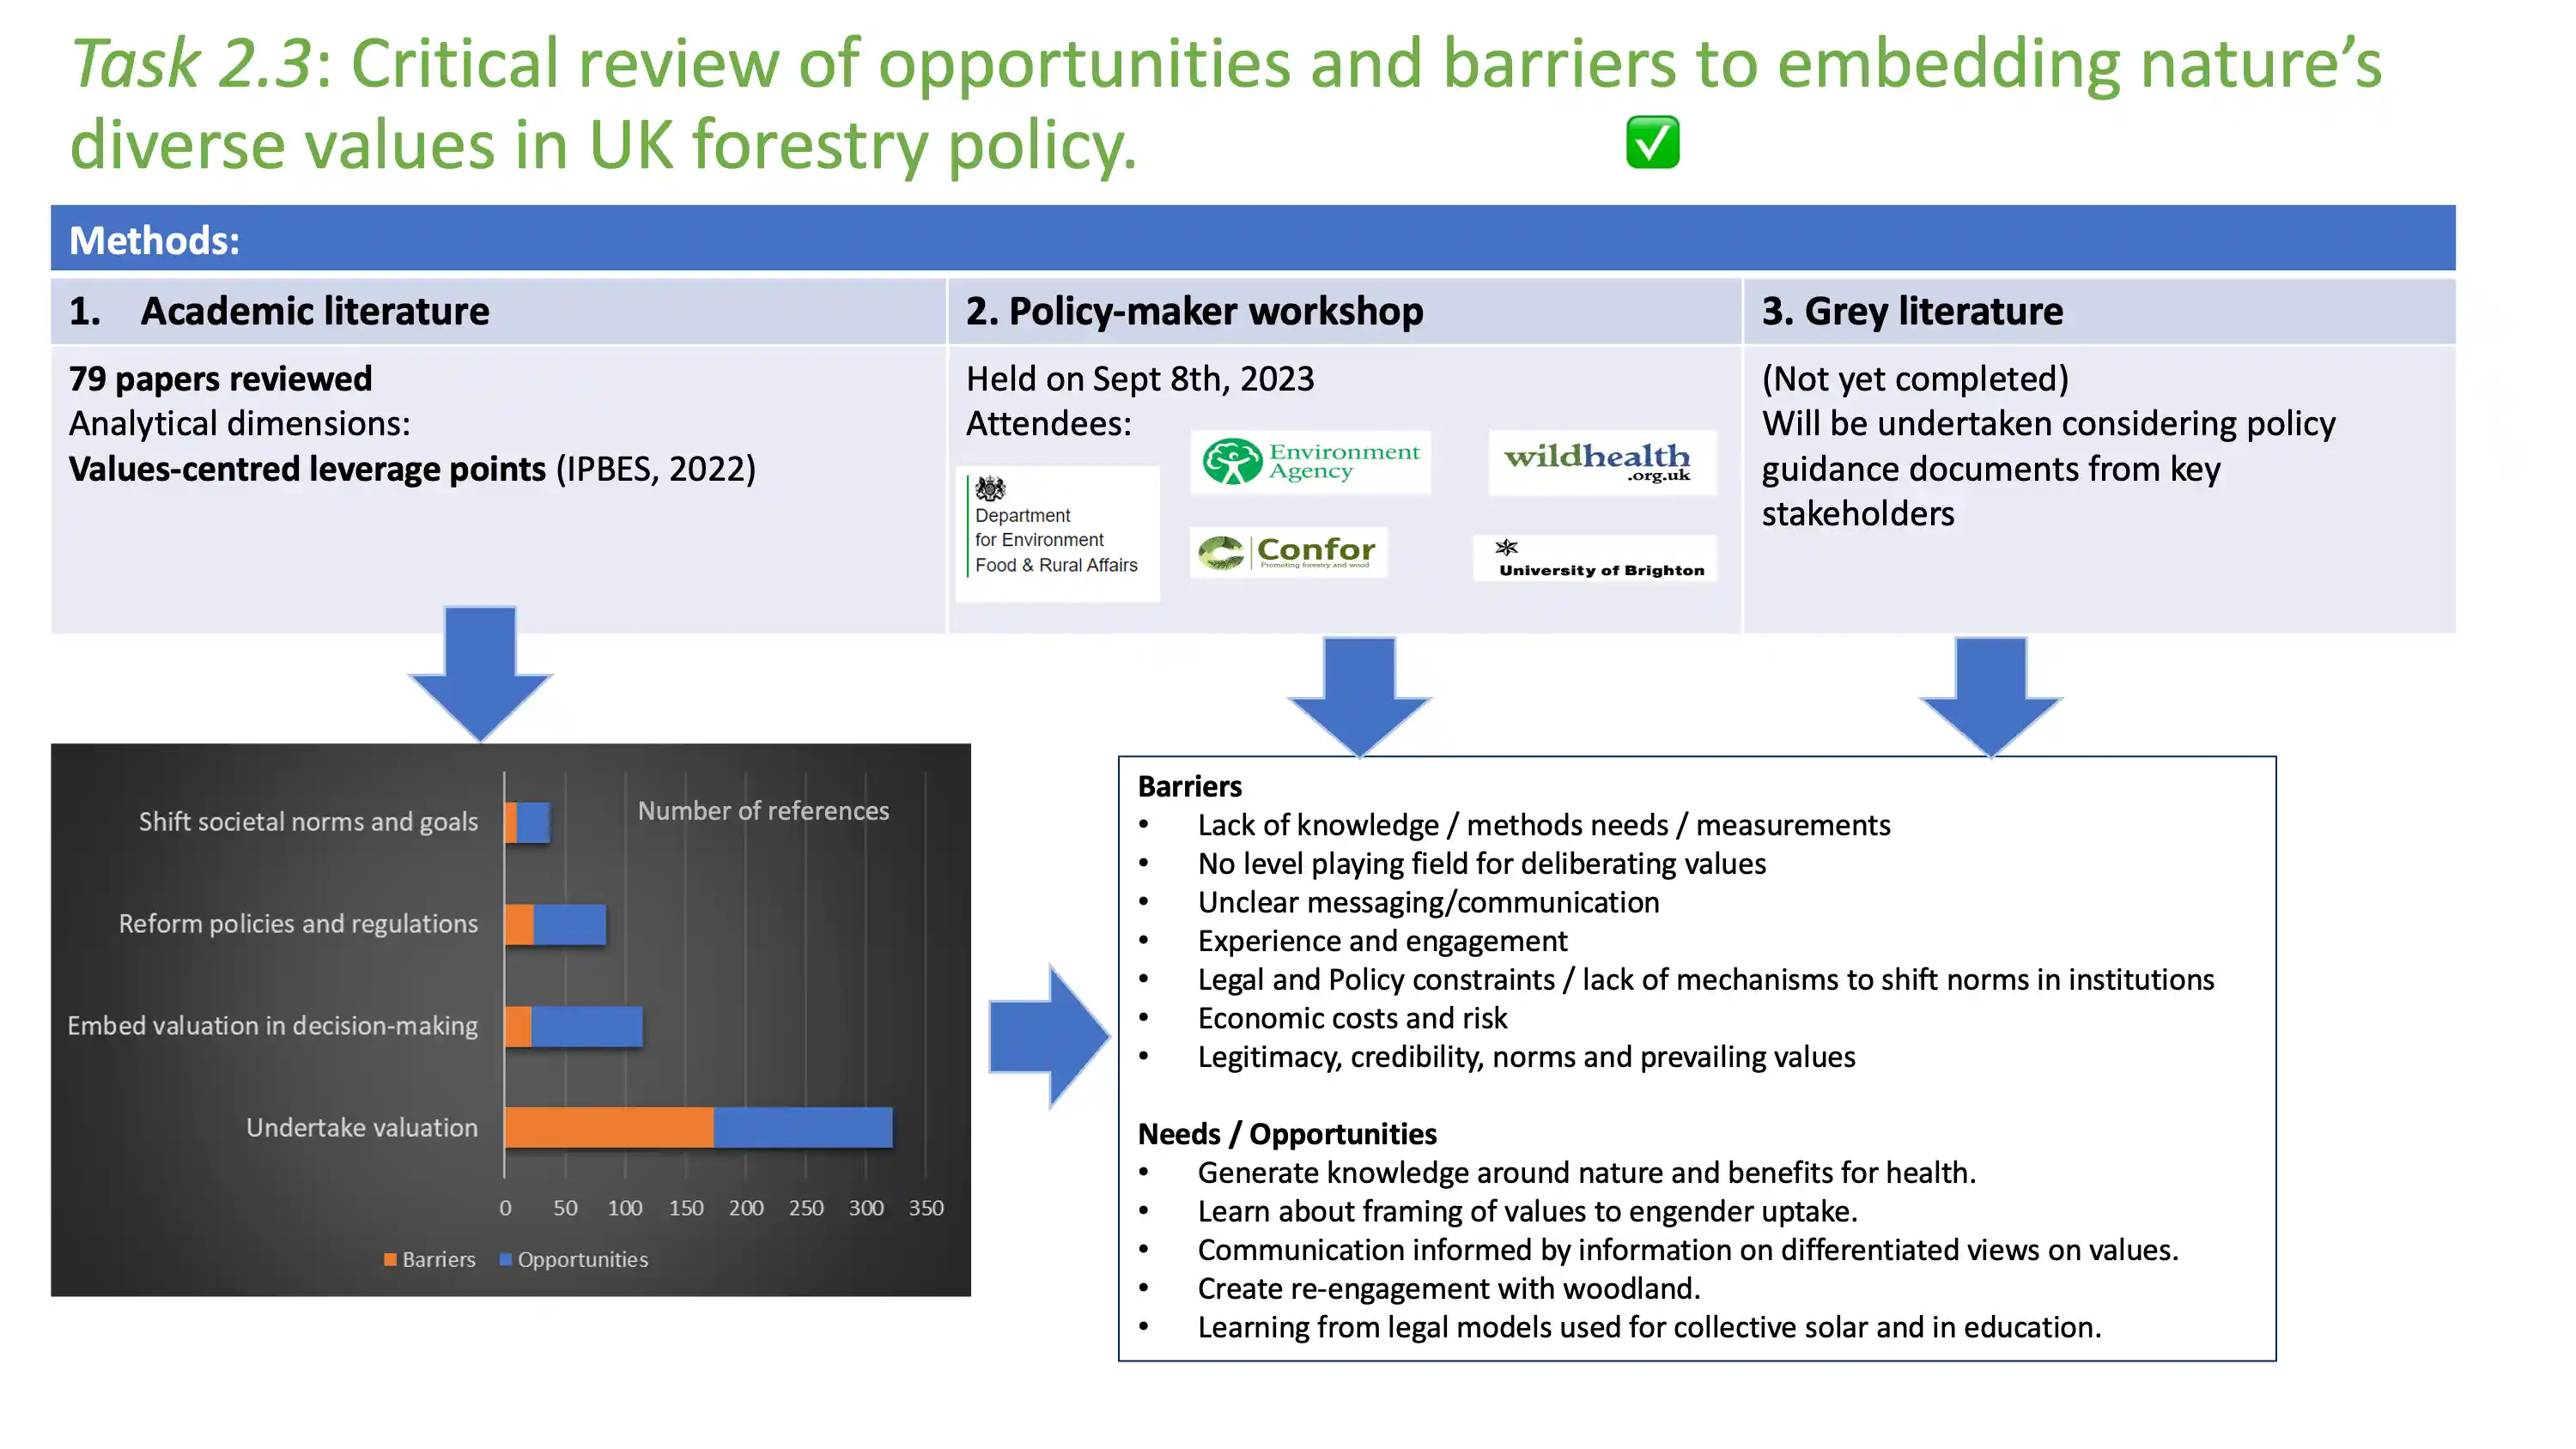 Task 2.3: Critical review of opportunities and barriers to embedding nature’s
diverse values in UK forestry policy.
Methods:
1. Academic literature
79 papers reviewed
Analytical dimensions:
Values-centred leverage points (IPBES, 2022)
2. Policy-maker workshop
Held on Sept 8th, 2023
Attendees:
Department
for Environment
Food & Rural Affairs
Environment
Agency
wildhealth
.org.uk
Confor
Promoting forestry and wood
University of Brighton
3. Grey literature
(Not yet completed)
Will be undertaken considering policy
guidance documents from key
stakeholders
Number of references
Shift societal norms and goals
Reform policies and regulations
Embed valuation in decision-making
Undertake valuation
0 50 100 150 200 250 300 350
Barriers Opportunities
Barriers
• Lack of knowledge / methods needs / measurements
• No level playing field for deliberating values
• Unclear messaging/communication
• Experience and engagement
• Legal and Policy constraints / lack of mechanisms to shift norms in institutions
• Economic costs and risk
• Legitimacy, credibility, norms and prevailing values
Needs / Opportunities
• Generate knowledge around nature and benefits for health.
• Learn about framing of values to engender uptake.
• Communication informed by information on differentiated views on values.
• Create re-engagement with woodland.
• Learning from legal models used for collective solar and in education.